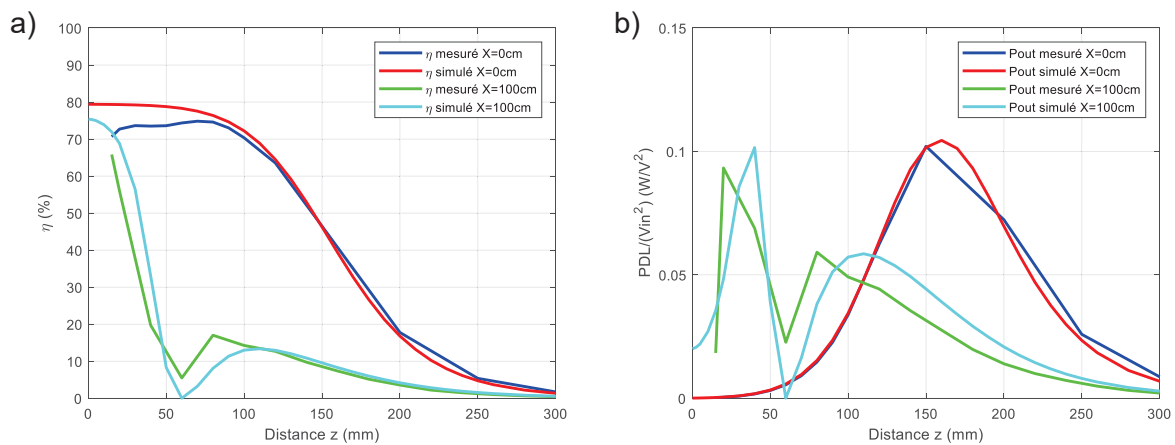 a)
100
90
80
70
60
50
40
30
20
10
0
η (%)
0 50 100 150 200 250 300
Distance z (mm)
η mesuré X=0cm
η simulé X=0cm
η mesuré X=100cm
η simulé X=100cm
b)
0.15
0.1
0.05
0
PDL/(Vin²) (W/V²)
0 50 100 150 200 250 300
Distance z (mm)
Pout mesuré X=0cm
Pout simulé X=0cm
Pout mesuré X=100cm
Pout simulé X=100cm